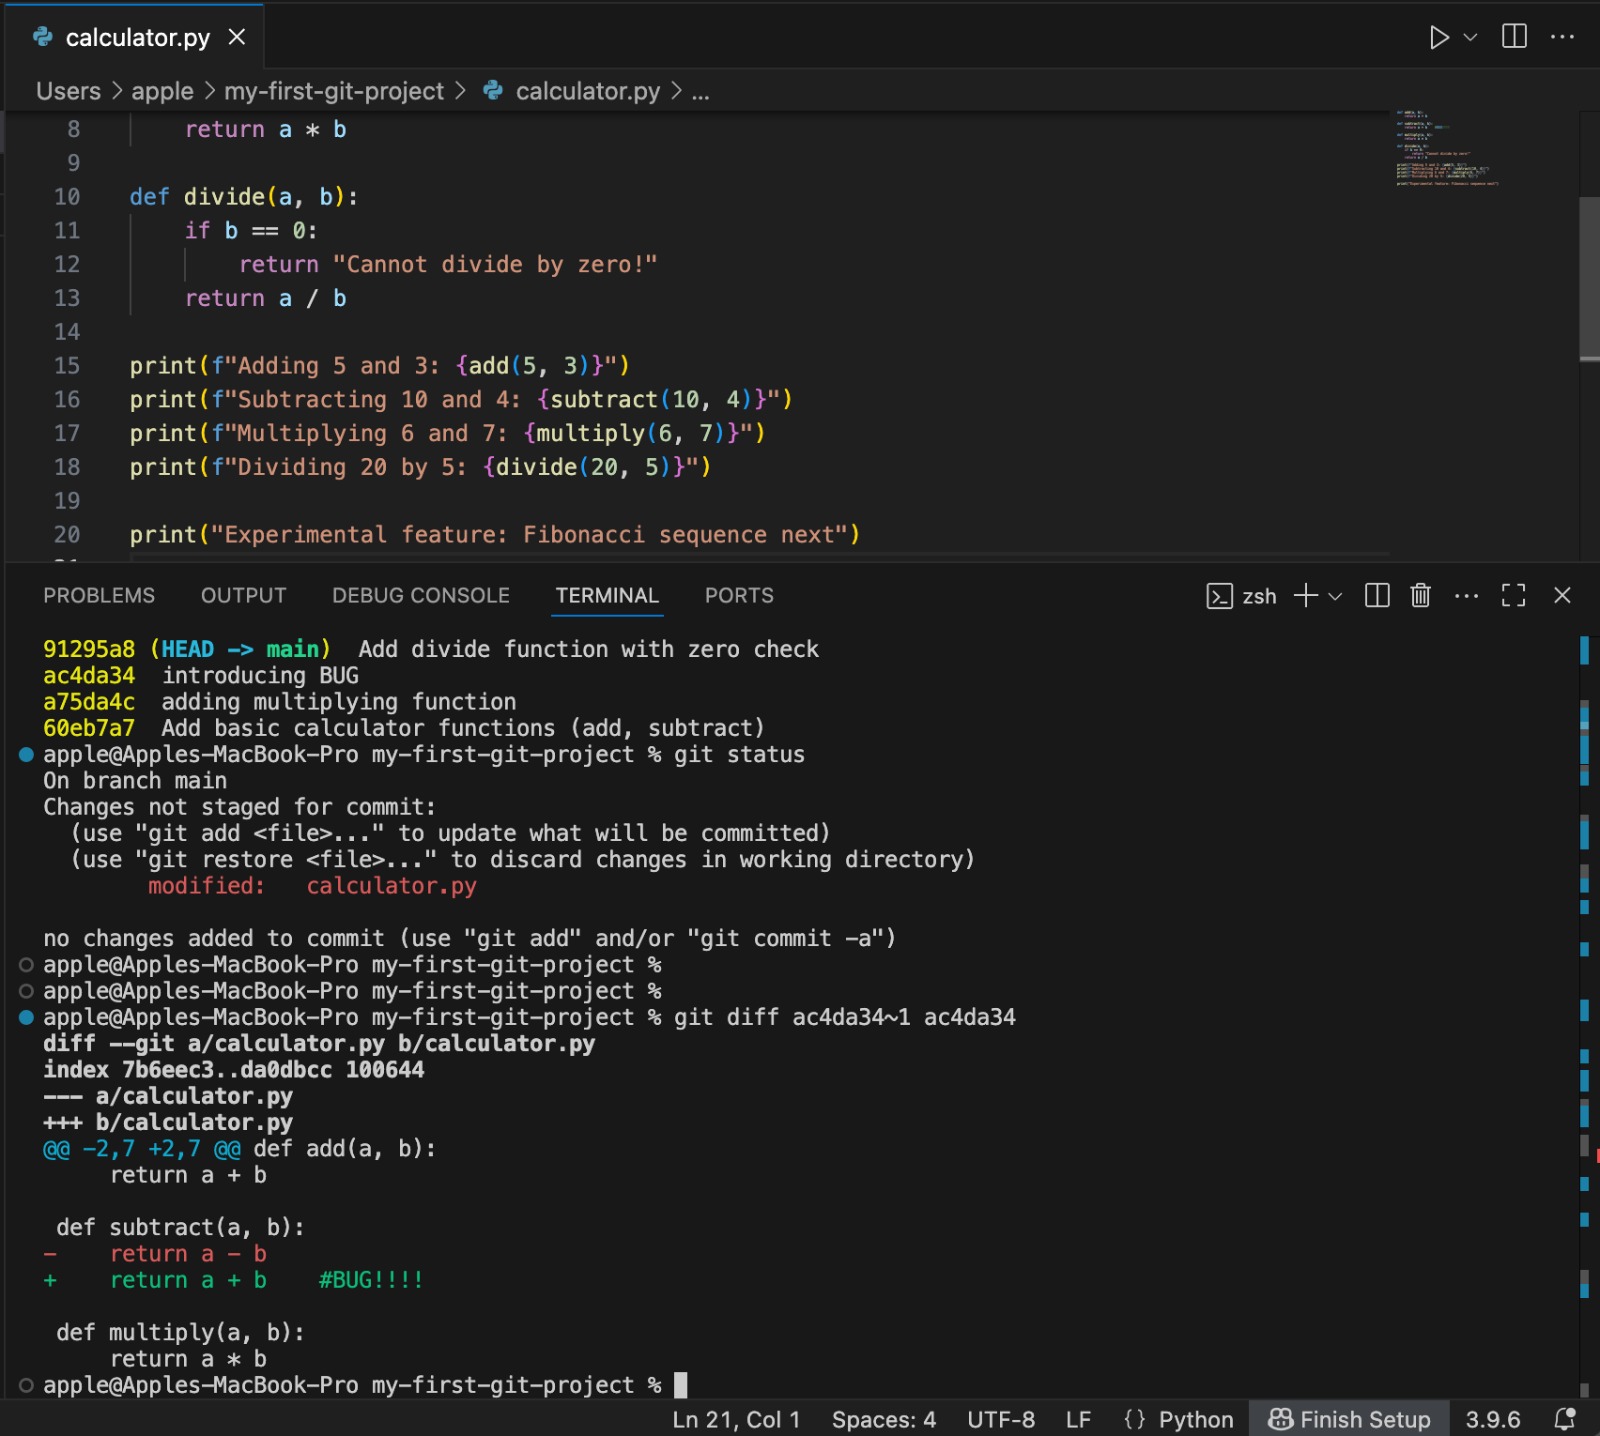 calculator.py
Users > apple > my-first-git-project > calculator.py > ...
8 return a * b
9
10 def divide(a, b):
11 if b == 0:
12 return "Cannot divide by zero!"
13 return a / b
14
15 print(f"Adding 5 and 3: {add(5, 3)}")
16 print(f"Subtracting 10 and 4: {subtract(10, 4)}")
17 print(f"Multiplying 6 and 7: {multiply(6, 7)}")
18 print(f"Dividing 20 by 5: {divide(20, 5)}")
19
20 print("Experimental feature: Fibonacci sequence next")
PROBLEMS OUTPUT DEBUG CONSOLE TERMINAL PORTS zsh
91295a8 (HEAD -> main) Add divide function with zero check
ac4da34 introducing BUG
a75da4c adding multiplying function
60eb7a7 Add basic calculator functions (add, subtract)
apple@Apples-MacBook-Pro my-first-git-project % git status
On branch main
Changes not staged for commit:
(use "git add <file>..." to update what will be committed)
(use "git restore <file>..." to discard changes in working directory)
modified: calculator.py
no changes added to commit (use "git add" and/or "git commit -a")
apple@Apples-MacBook-Pro my-first-git-project %
apple@Apples-MacBook-Pro my-first-git-project %
apple@Apples-MacBook-Pro my-first-git-project % git diff ac4da34~1 ac4da34
diff --git a/calculator.py b/calculator.py
index 7b6eec3..da0dbcc 100644
--- a/calculator.py
+++ b/calculator.py
@@ -2,7 +2,7 @@ def add(a, b):
return a + b
def subtract(a, b):
- return a - b
+ return a + b #BUG!!!!
def multiply(a, b):
return a * b
apple@Apples-MacBook-Pro my-first-git-project %
Ln 21, Col 1 Spaces: 4 UTF-8 LF {} Python Finish Setup 3.9.6